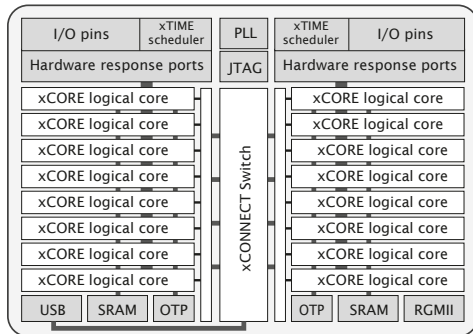 I/O pins
xTIME
scheduler
PLL
xTIME
scheduler
I/O pins
Hardware response ports
JTAG
Hardware response ports
xCORE logical core
xCORE logical core
xCORE logical core
xCORE logical core
xCORE logical core
xCORE logical core
xCORE logical core
xCORE logical core
xCONNECT Switch
xCORE logical core
xCORE logical core
xCORE logical core
xCORE logical core
xCORE logical core
xCORE logical core
xCORE logical core
xCORE logical core
USB
SRAM
OTP
OTP
SRAM
RGMII